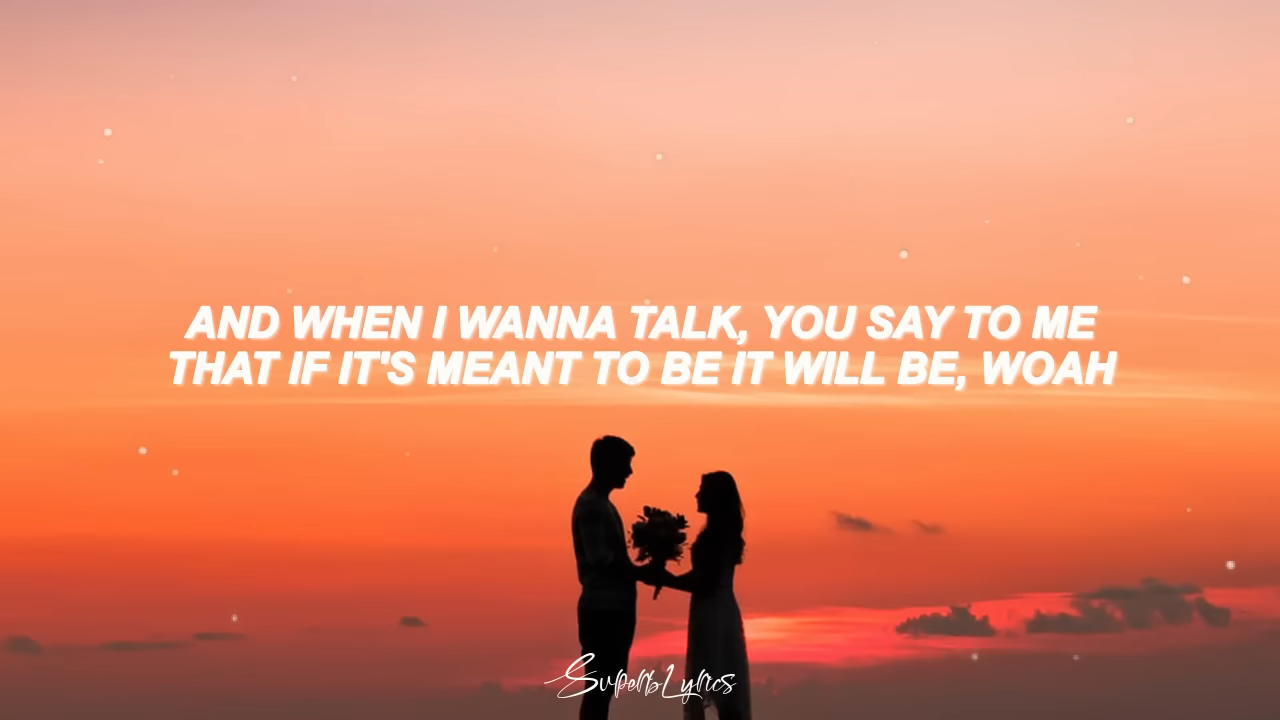 AND WHEN I WANNA TALK, YOU SAY TO ME
THAT IF IT'S MEANT TO BE IT WILL BE, WOAH
SuperbLyrics